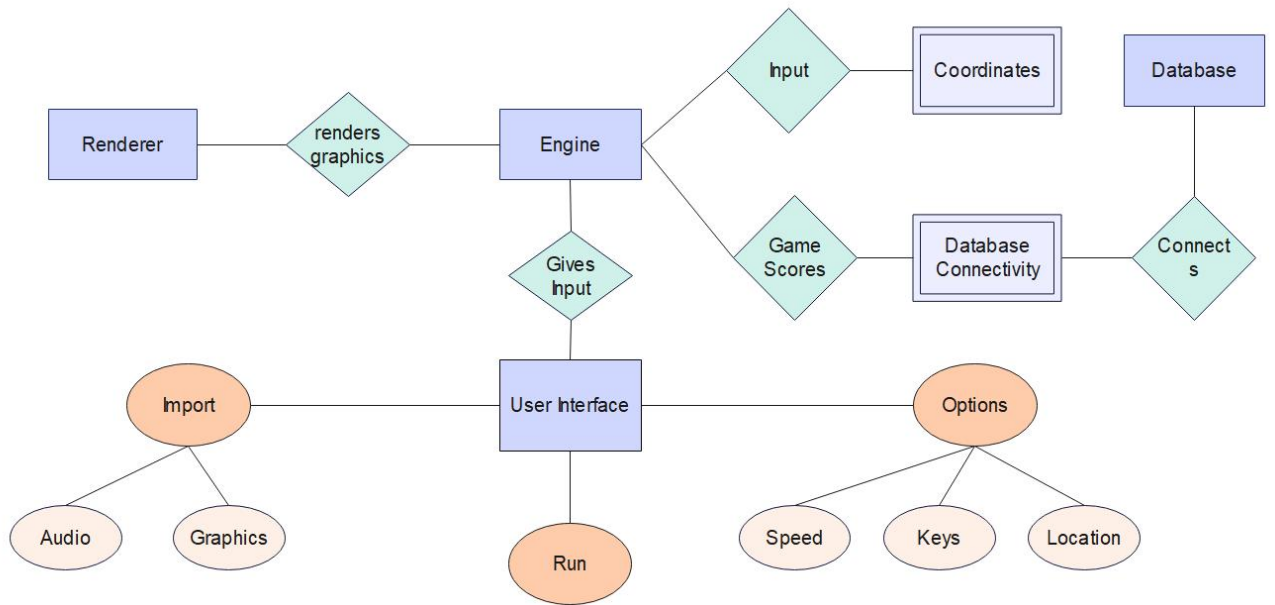 Input
Coordinates
Database
Renderer
renders
graphics
Engine
Gives
Input
Game
Scores
Database
Connectivity
Connect
s
Import
User Interface
Options
Audio
Graphics
Run
Speed
Keys
Location